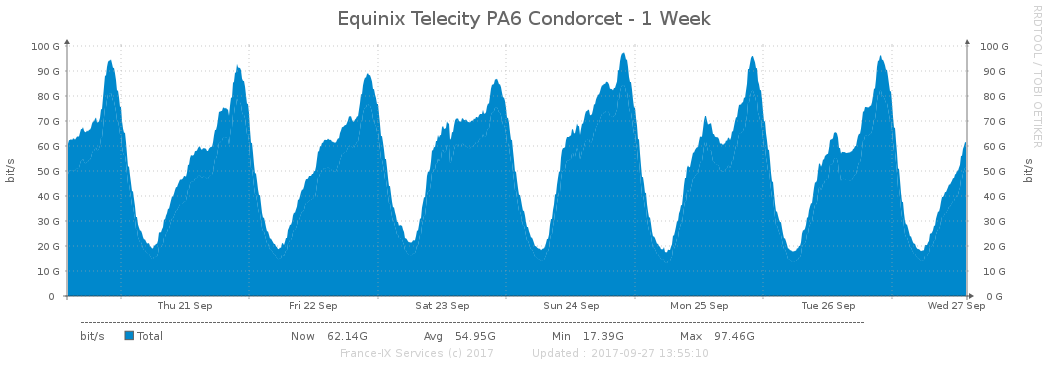 Equinix Telecity PA6 Condorcet - 1 Week
RRDTOOL / TOBI OETIKER
bit/s
100 G
90 G
80 G
70 G
60 G
50 G
40 G
30 G
20 G
10 G
0
100 G
90 G
80 G
70 G
60 G
50 G
40 G
30 G
20 G
10 G
0 G
bit/s
Thu 21 Sep Fri 22 Sep Sat 23 Sep Sun 24 Sep Mon 25 Sep Tue 26 Sep Wed 27 Sep
bit/s Total Now 62.14G Avg 54.95G Min 17.39G Max 97.46G
France-IX Services (c) 2017 Updated : 2017-09-27 13:55:10